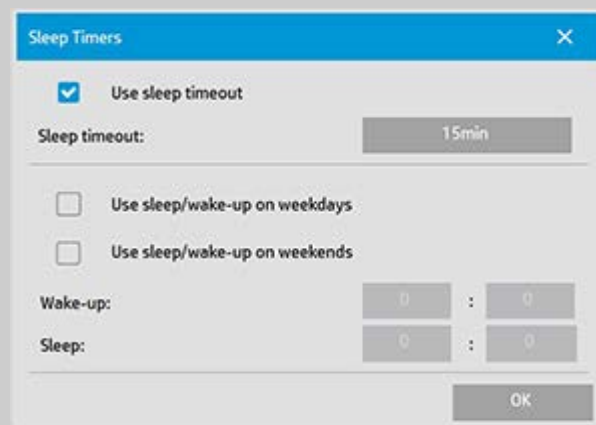 Sleep Timers
Use sleep timeout
Sleep timeout: 15min
Use sleep/wake-up on weekdays
Use sleep/wake-up on weekends
Wake-up: 0 : 0
Sleep: 0 : 0
OK